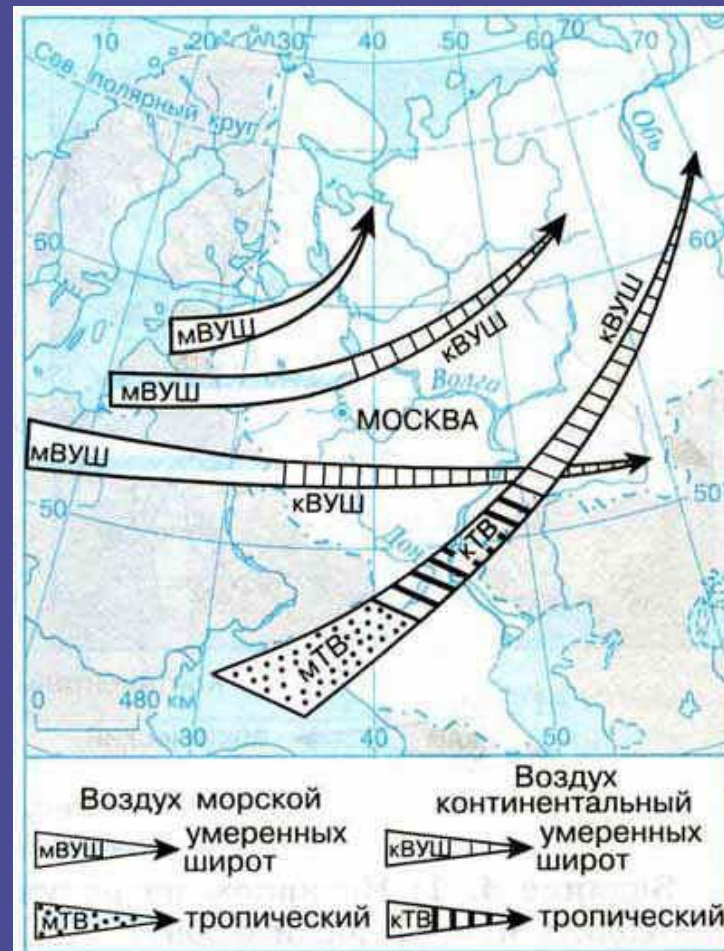 10 20 30 40 50 60 70 70
Сев. полярный круг
Обь
60
60
мВУШ
кВУШ
мВУШ
кВУШ
Волга
МОСКВА
мВУШ
50
кВУШ
50
Дон
кТВ
мТВ
0 480 км
30 40 50
Воздух морской
мВУШ умеренных широт
мТВ тропический
Воздух континентальный
кВУШ умеренных широт
кТВ тропический